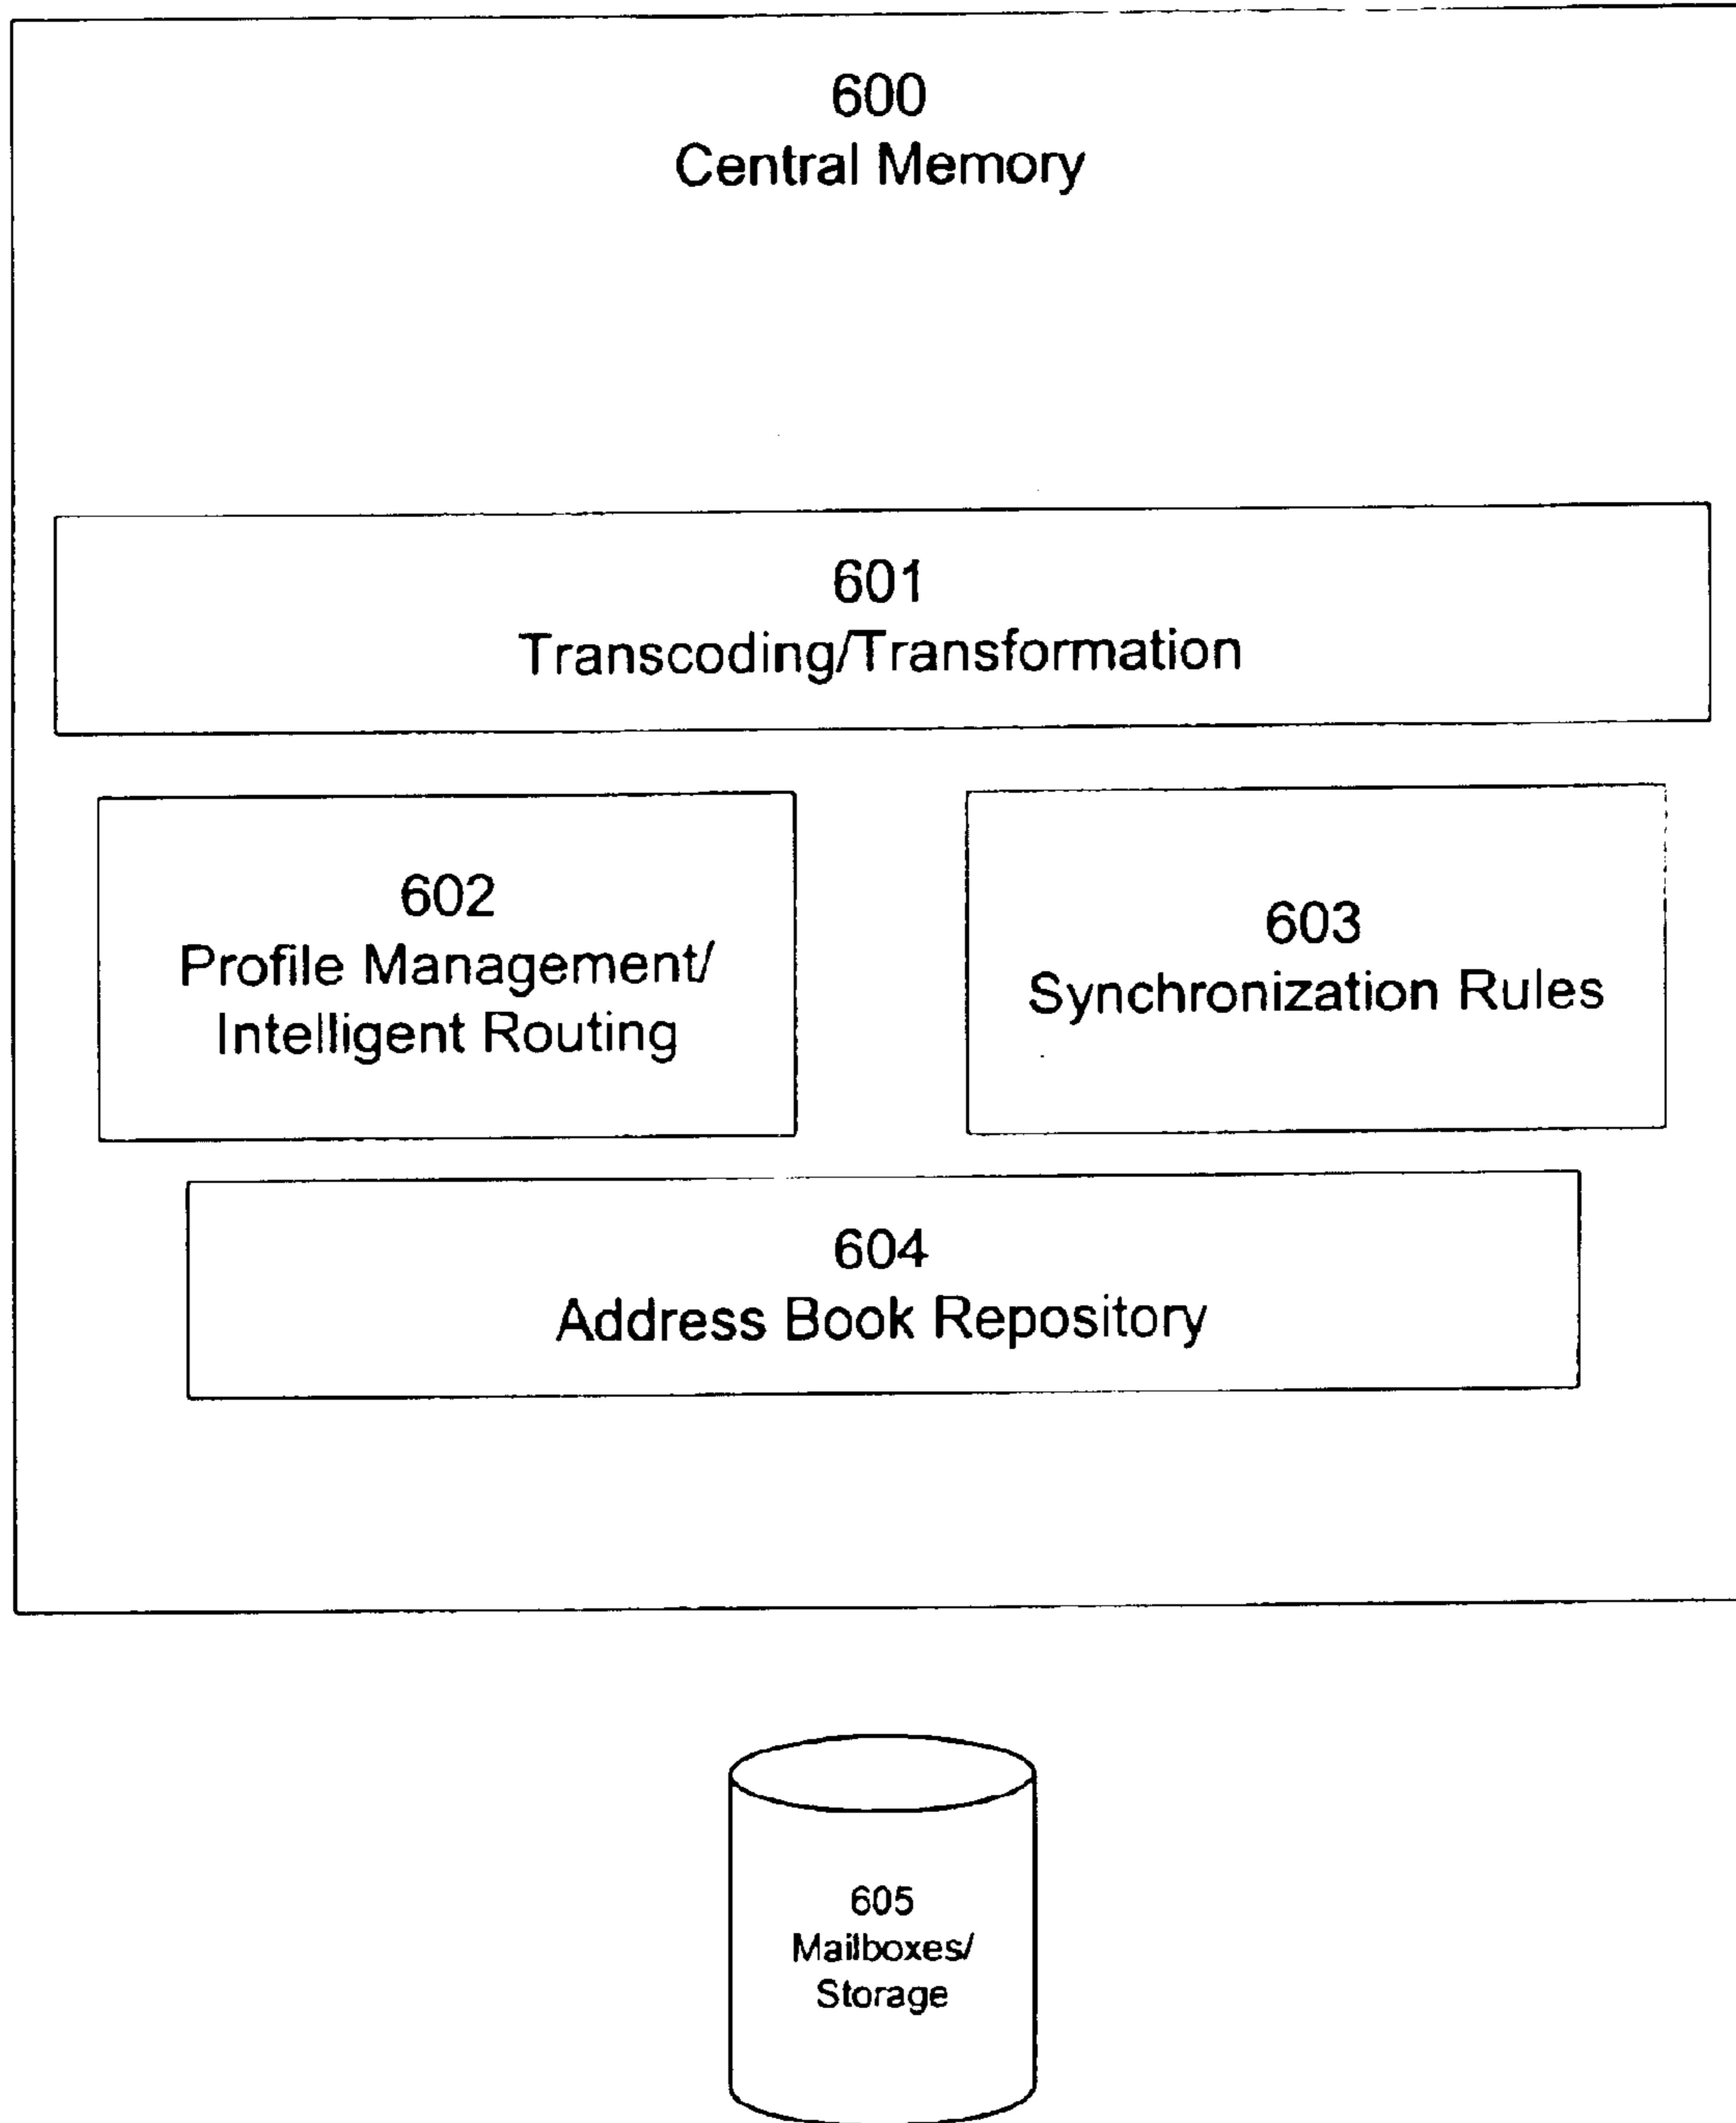 600
Central Memory
601
Transcoding/Transformation
602
Profile Management/
Intelligent Routing
603
Synchronization Rules
604
Address Book Repository
605
Mailboxes/
Storage